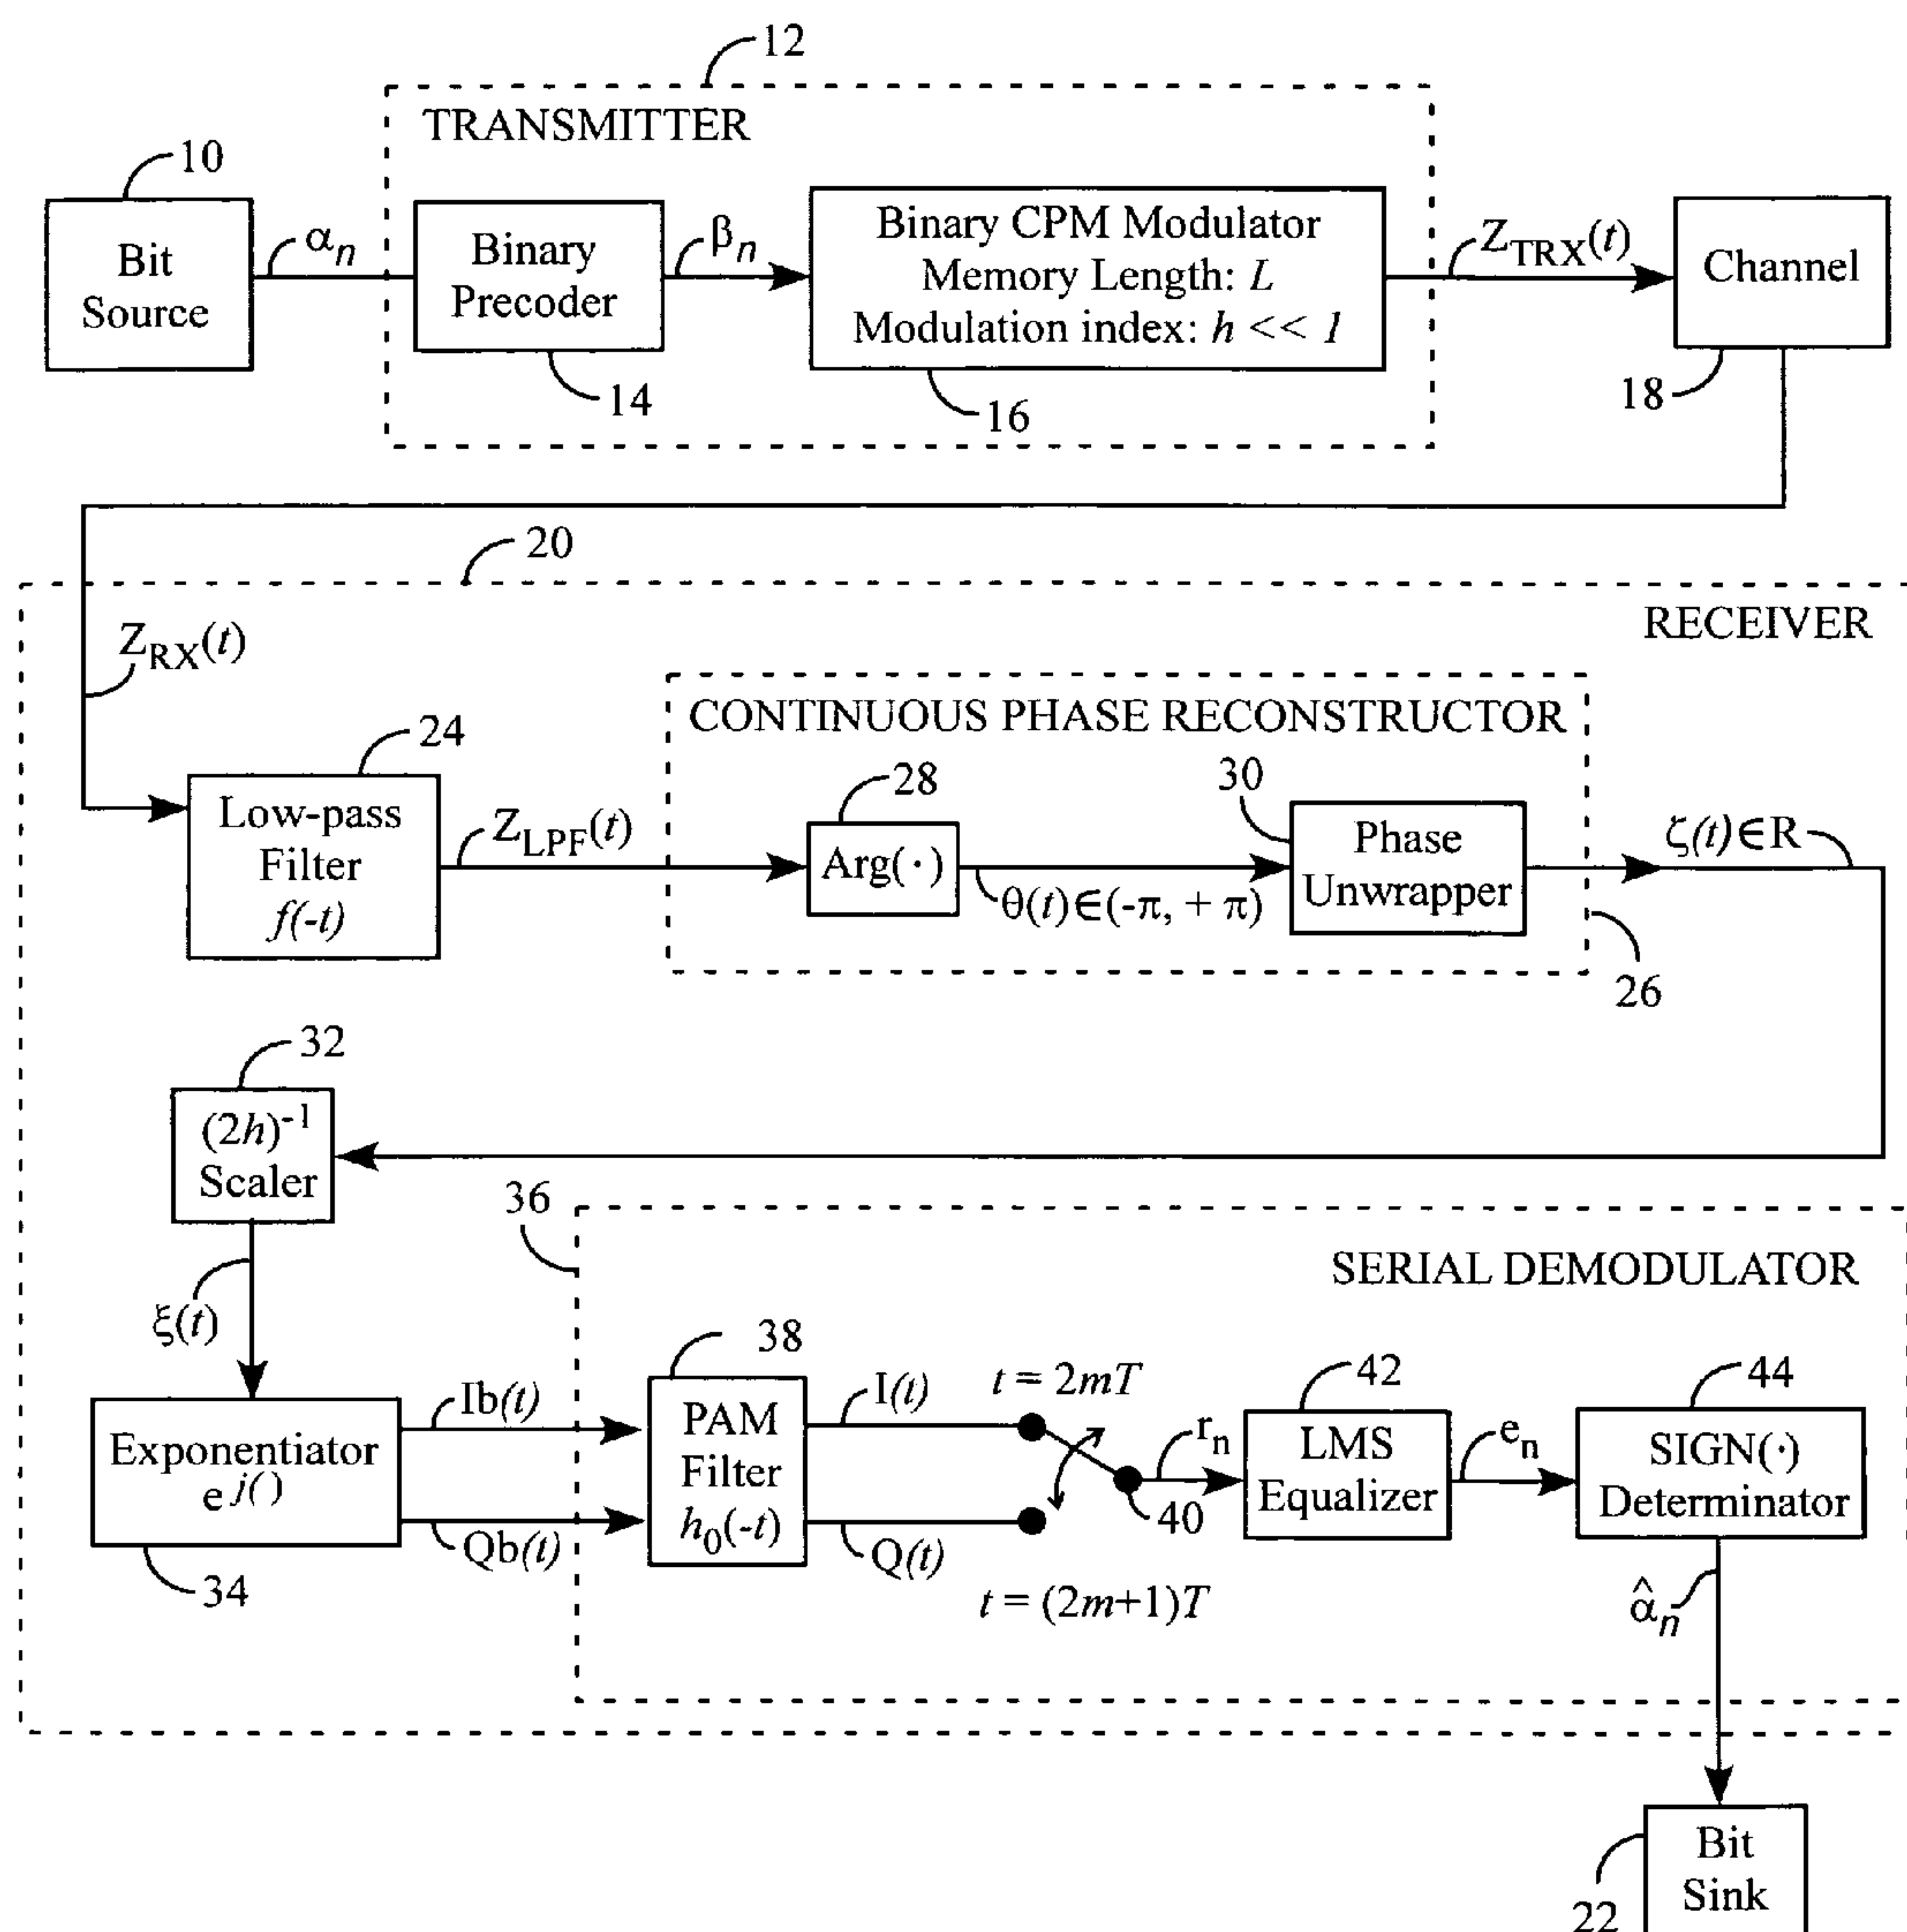 12
TRANSMITTER
10
Bit
Source
αn
Binary
Precoder
βn
Binary CPM Modulator
Memory Length: L
Modulation index: h << 1
ZTRX(t)
Channel
14
16
18
20
RECEIVER
ZRX(t)
CONTINUOUS PHASE RECONSTRUCTOR
24
Low-pass
Filter
f(-t)
ZLPF(t)
28
Arg(·)
θ(t)∈(-π, + π)
30
Phase
Unwrapper
ζ(t)∈R
26
32
(2h)⁻¹
Scaler
36
SERIAL DEMODULATOR
ξ(t)
Exponentiator
e j()
34
Ib(t)
Qb(t)
38
PAM
Filter
h0(-t)
I(t)
Q(t)
t = 2mT
t = (2m+1)T
40
rn
42
LMS
Equalizer
en
44
SIGN(·)
Determinator
α̂n
Bit
Sink
22